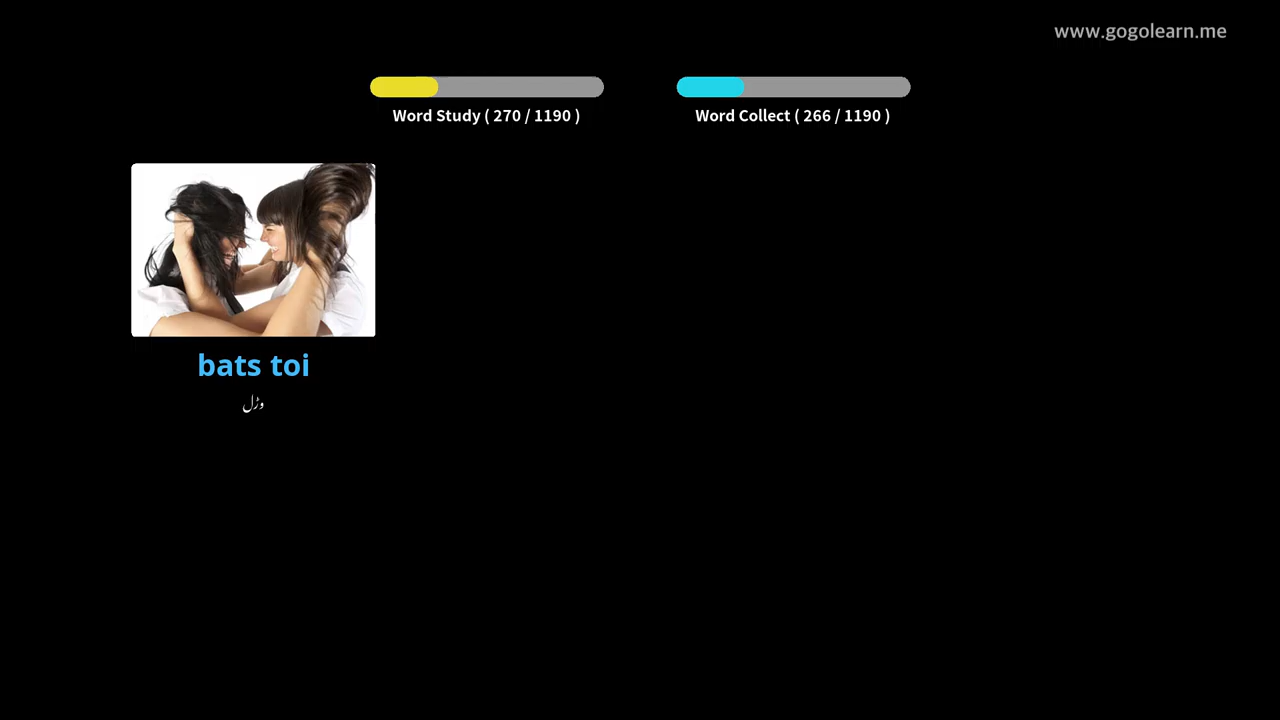 www.gogolearn.me
Word Study ( 270 / 1190 )
Word Collect ( 266 / 1190 )
bats toi
وڑل